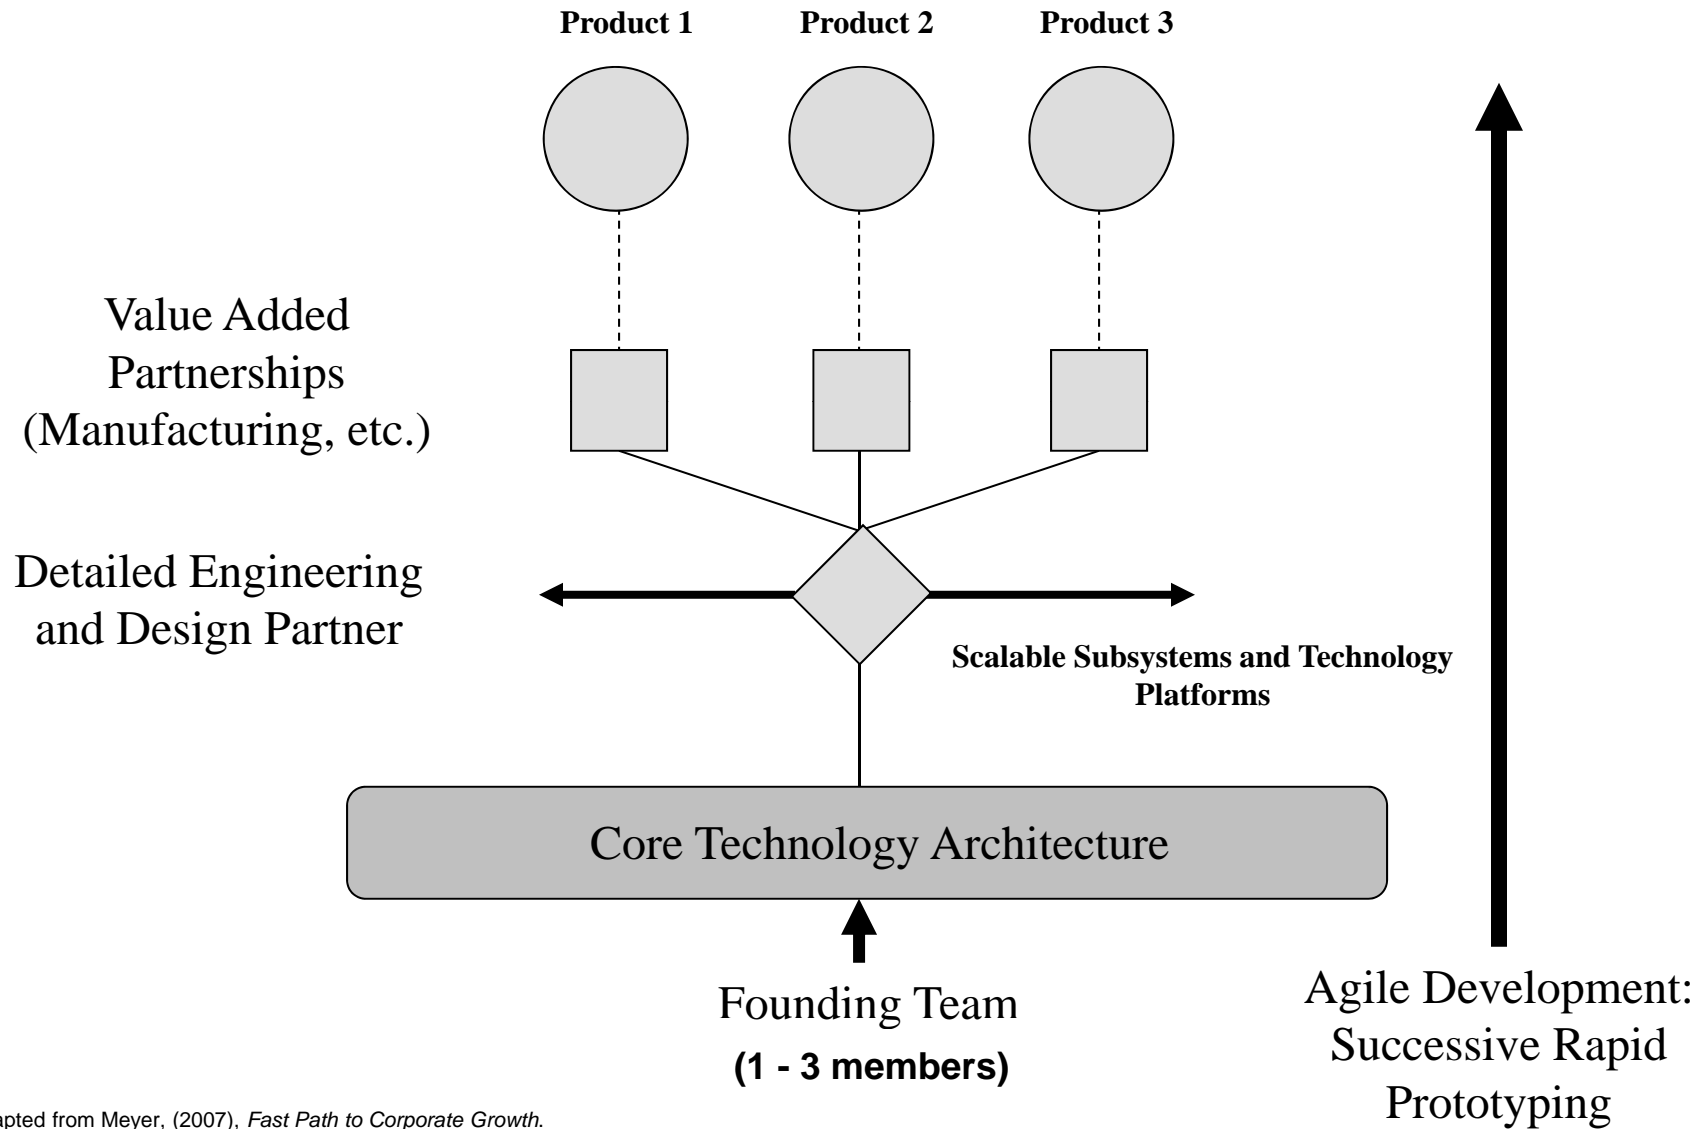 Product 1
Product 2
Product 3
Value Added
Partnerships
(Manufacturing, etc.)
Detailed Engineering
and Design Partner
Scalable Subsystems and Technology
Platforms
Core Technology Architecture
Founding Team
(1 - 3 members)
Agile Development:
Successive Rapid
Prototyping
apted from Meyer, (2007), Fast Path to Corporate Growth.